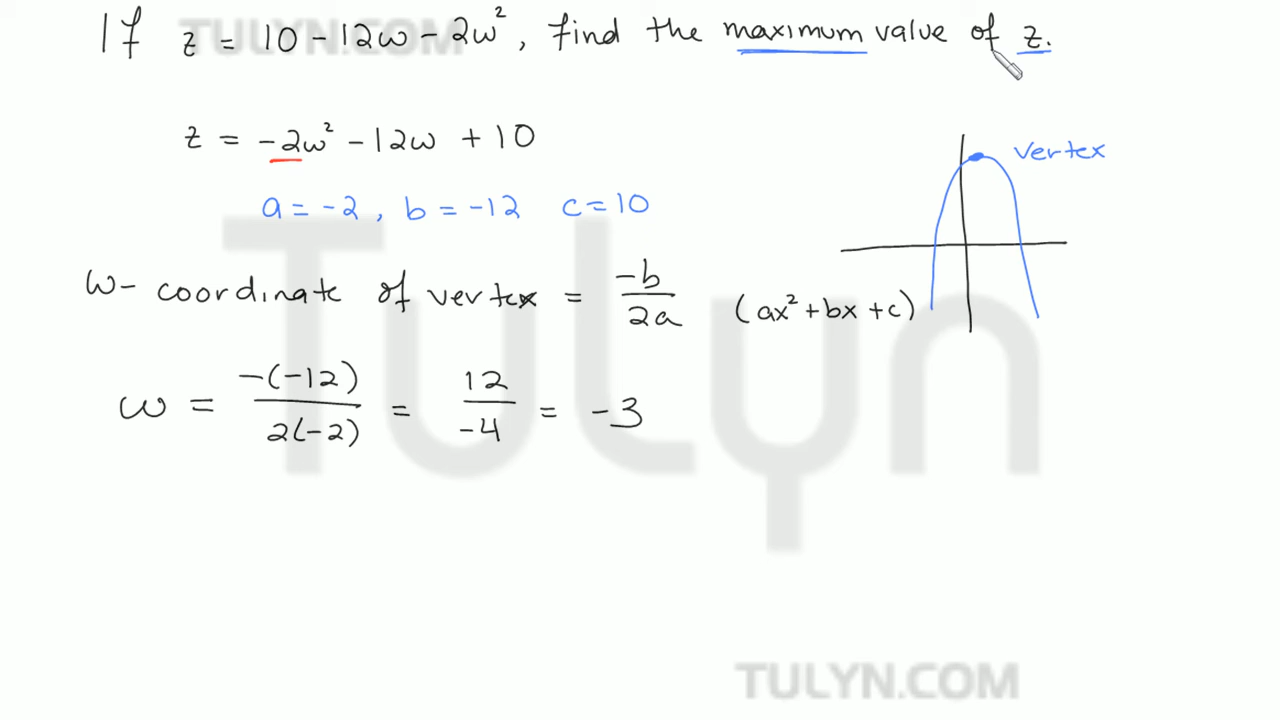 If z = 10 - 12w - 2w², find the maximum value of z.
z = -2w² - 12w + 10
vertex
a = -2, b = -12 c = 10
w- coordinate of vertex = -b/2a (ax² + bx + c)
w = -(-12)/2(-2) = 12/-4 = -3
TULYN.COM
Tulyn
TULYN.COM